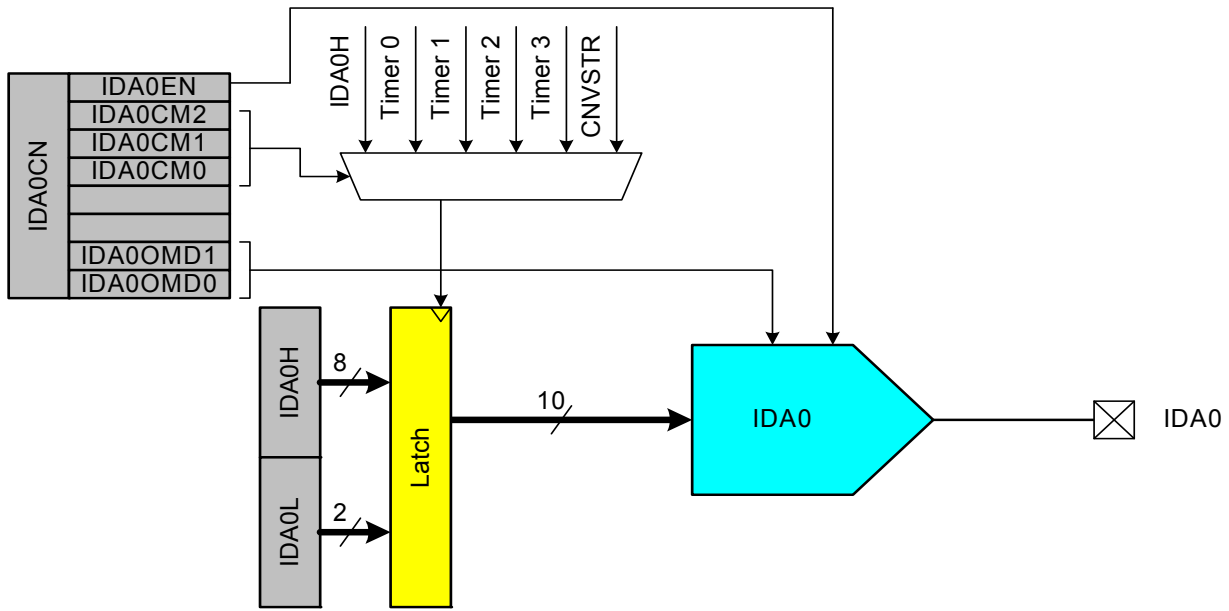 IDA0CN
IDA0EN
IDA0CM2
IDA0CM1
IDA0CM0
IDA0OMD1
IDA0OMD0
IDA0H
Timer 0
Timer 1
Timer 2
Timer 3
CNVSTR
IDA0H
IDA0L
8
2
Latch
10
IDA0
IDA0